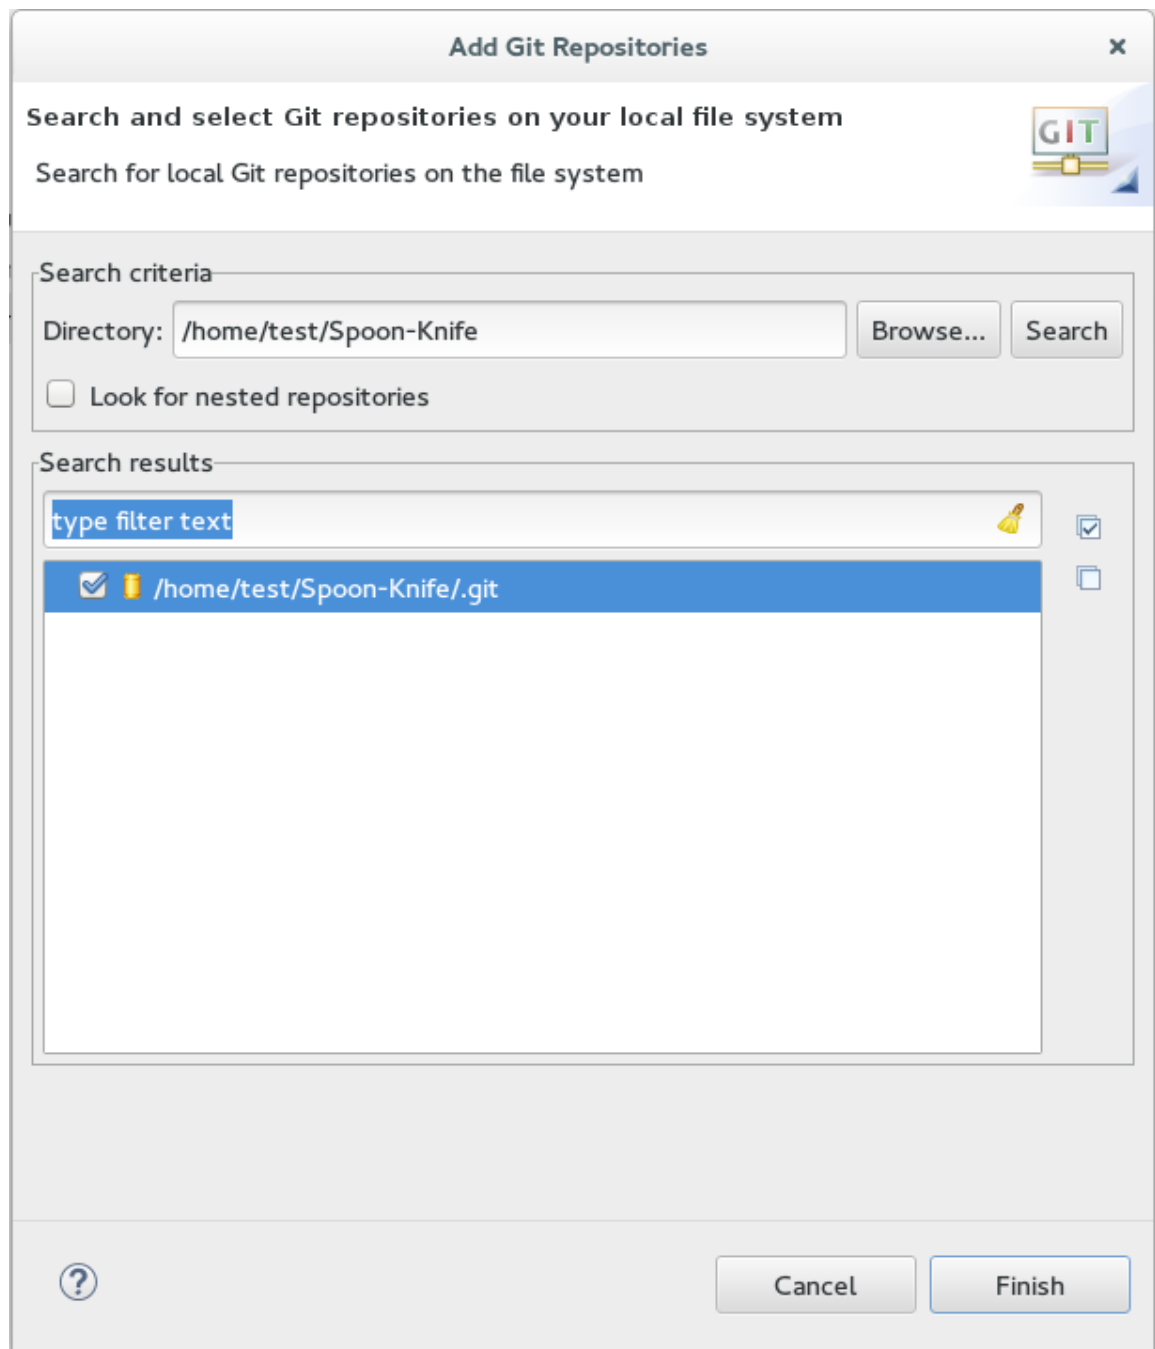 Add Git Repositories
Search and select Git repositories on your local file system
Search for local Git repositories on the file system
GIT
Search criteria
Directory: /home/test/Spoon-Knife Browse... Search
Look for nested repositories
Search results
type filter text
/home/test/Spoon-Knife/.git
? Cancel Finish